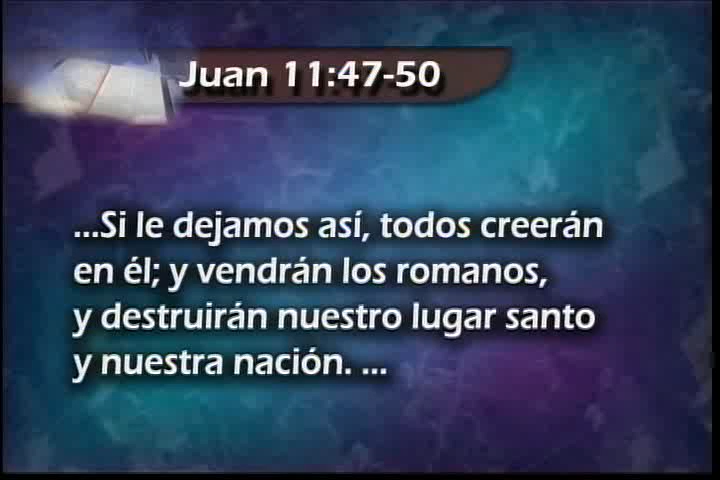 Juan 11:47-50
...Si le dejamos así, todos creerán
en él; y vendrán los romanos,
y destruirán nuestro lugar santo
y nuestra nación. ...